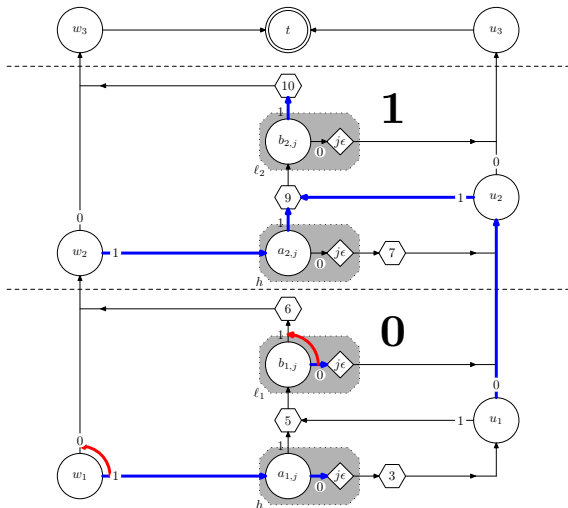 w₃ t u₃
10
1 1
b₂,ⱼ jϵ
0
ℓ₂ 0
9 1 u₂
0 1
w₂ 1 a₂,ⱼ jϵ 7
0
h
6
1 0
b₁,ⱼ jϵ
0 0
ℓ₁
5 1 u₁
0 1
w₁ 1 a₁,ⱼ jϵ 3
0
h